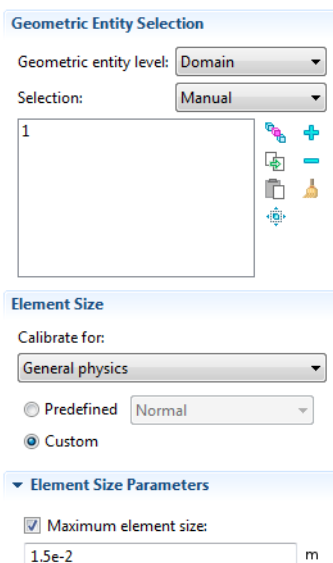 Geometric Entity Selection
Geometric entity level: Domain
Selection: Manual
1
Element Size
Calibrate for:
General physics
Predefined Normal
Custom
Element Size Parameters
Maximum element size:
1.5e-2 m